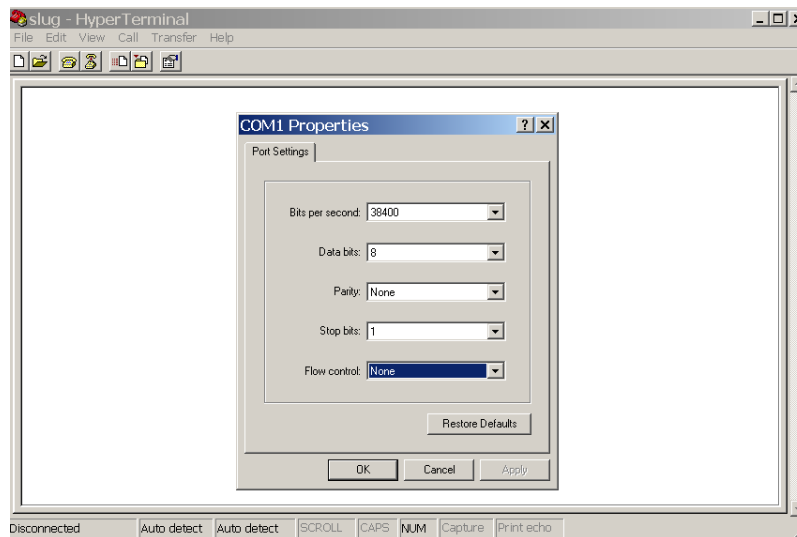 slug - HyperTerminal
File Edit View Call Transfer Help
COM1 Properties
Port Settings
Bits per second: 38400
Data bits: 8
Parity: None
Stop bits: 1
Flow control: None
Restore Defaults
OK Cancel Apply
Disconnected Auto detect Auto detect SCROLL CAPS NUM Capture Print echo